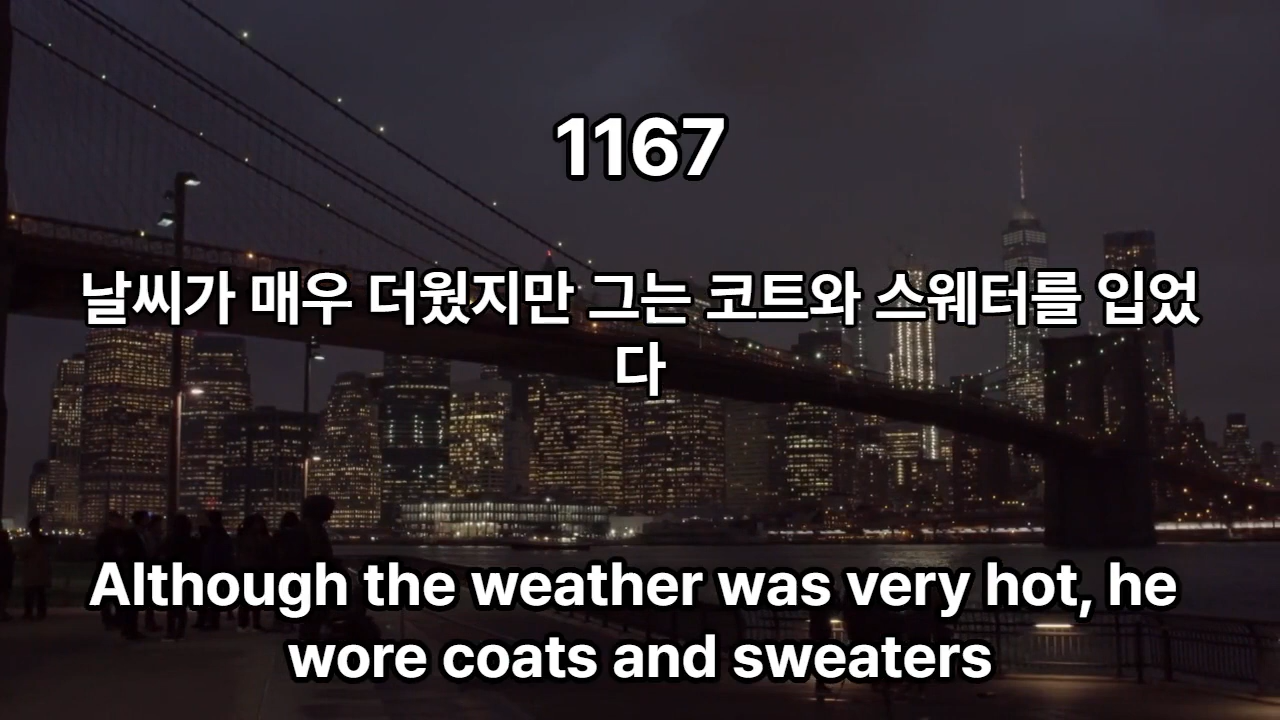 1167
날씨가 매우 더웠지만 그는 코트와 스웨터를 입었
다
Although the weather was very hot, he
wore coats and sweaters